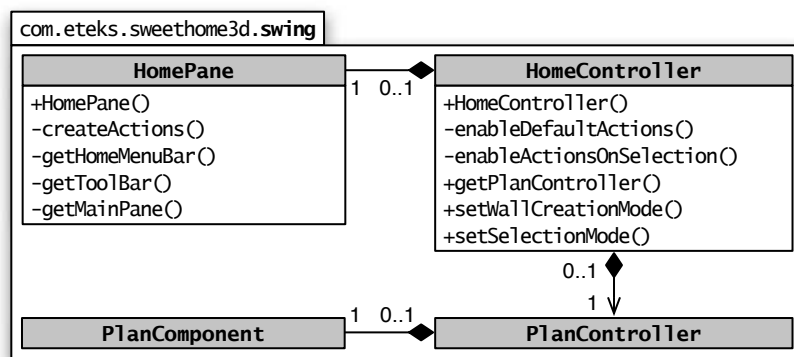 com.eteks.sweethome3d.swing
HomePane
+HomePane()
-createActions()
-getHomeMenuBar()
-getToolBar()
-getMainPane()
1 0..1
HomeController
+HomeController()
-enableDefaultActions()
-enableActionsOnSelection()
+getPlanController()
+setWallCreationMode()
+setSelectionMode()
0..1
1
PlanComponent
1 0..1
PlanController